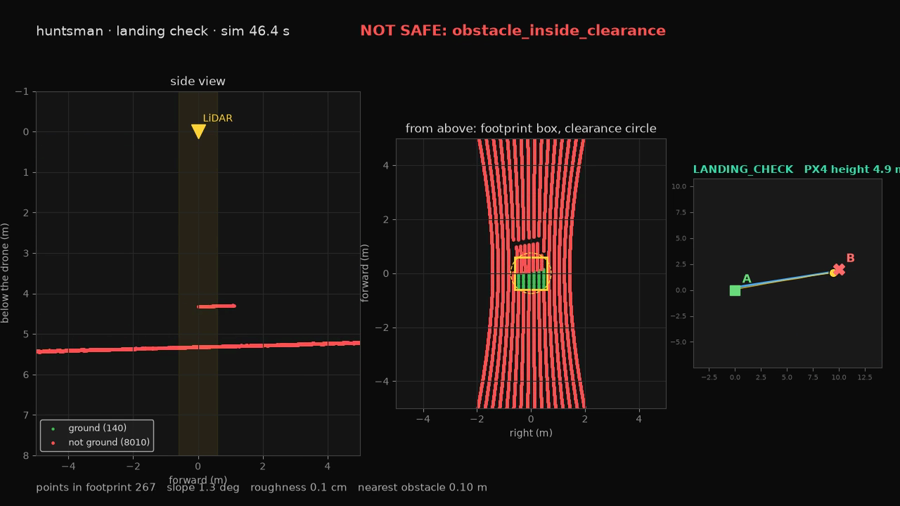 huntsman · landing check · sim 46.4 s
NOT SAFE: obstacle_inside_clearance
side view
−1
0
1
2
3
4
5
6
7
8
below the drone (m)
LiDAR
ground (140)
not ground (8010)
−4
−2
0
2
4
forward (m)
from above: footprint box, clearance circle
4
2
0
−2
−4
forward (m)
−4
−2
0
2
4
right (m)
LANDING_CHECK PX4 height 4.9 m
10.0
7.5
5.0
2.5
0.0
−2.5
−5.0
A
B
−2.5
0.0
2.5
5.0
7.5
10.0
12.5
points in footprint 267 slope 1.3 deg roughness 0.1 cm nearest obstacle 0.10 m